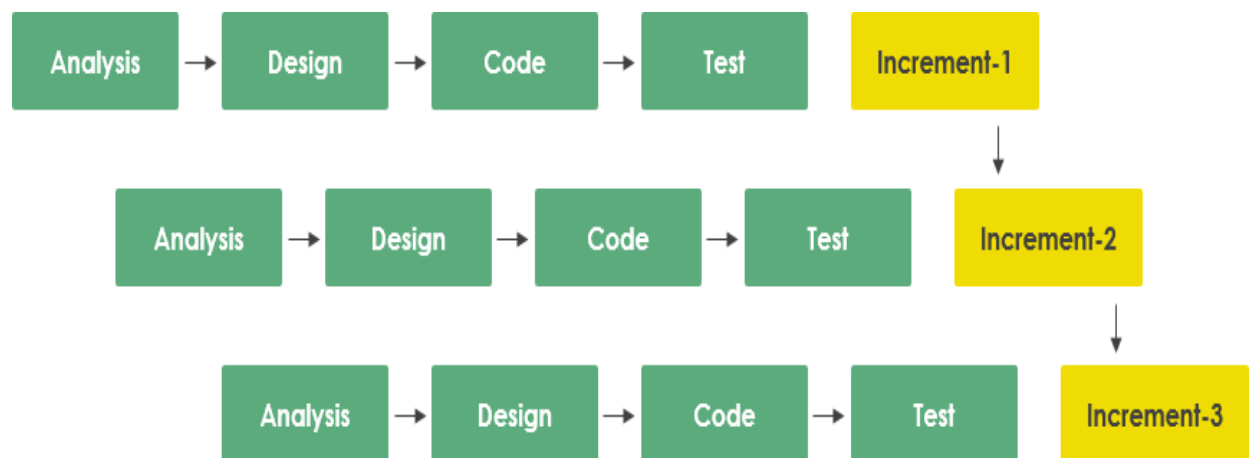 Analysis Design Code Test Increment-1
Analysis Design Code Test Increment-2
Analysis Design Code Test Increment-3